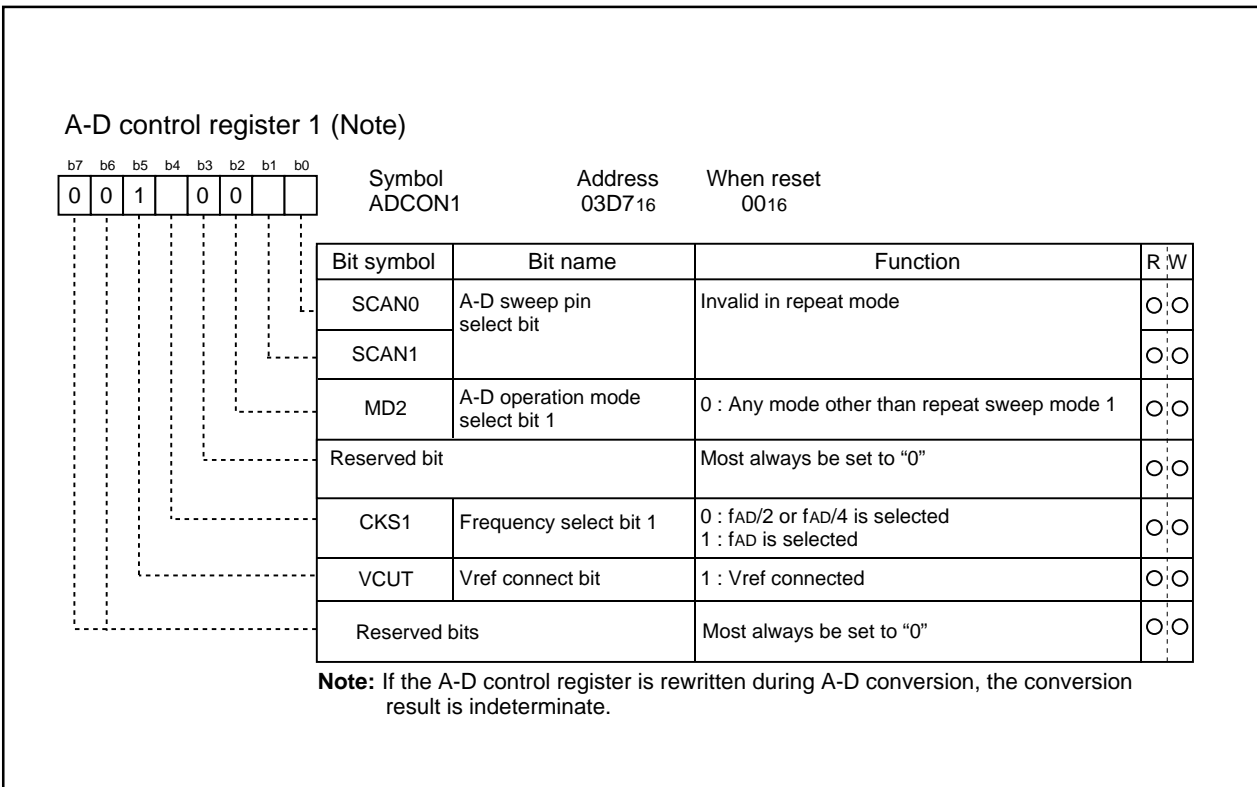 A-D control register 1 (Note)
b7 b6 b5 b4 b3 b2 b1 b0
0 0 1 0 0
Symbol Address When reset
ADCON1 03D716 0016
Bit symbol Bit name Function R W
SCAN0 A-D sweep pin Invalid in repeat mode
select bit
SCAN1
MD2 A-D operation mode 0 : Any mode other than repeat sweep mode 1
select bit 1
Reserved bit Most always be set to “0”
CKS1 Frequency select bit 1 0 : fAD/2 or fAD/4 is selected
1 : fAD is selected
VCUT Vref connect bit 1 : Vref connected
Reserved bits Most always be set to “0”
Note: If the A-D control register is rewritten during A-D conversion, the conversion
result is indeterminate.